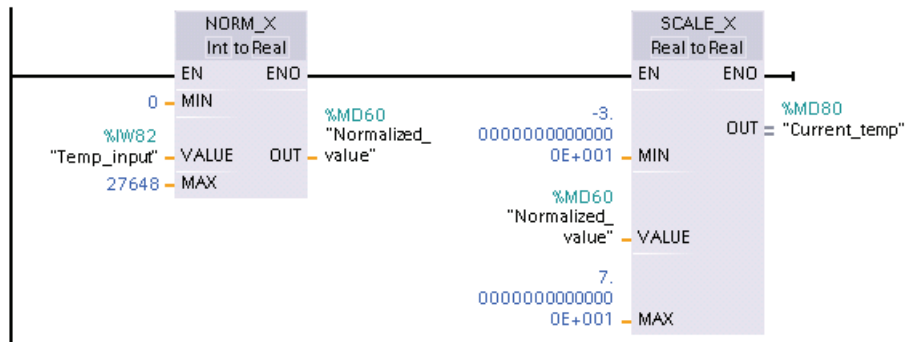 NORM_X
Int to Real
EN ENO
0 MIN
%IW82
"Temp_input" VALUE
27648 MAX
%MD60
"Normalized_
OUT value"
SCALE_X
Real to Real
EN ENO
-3.
0000000000000
0E+001 MIN
%MD60
"Normalized_
value" VALUE
7.
0000000000000
0E+001 MAX
%MD80
OUT "Current_temp"